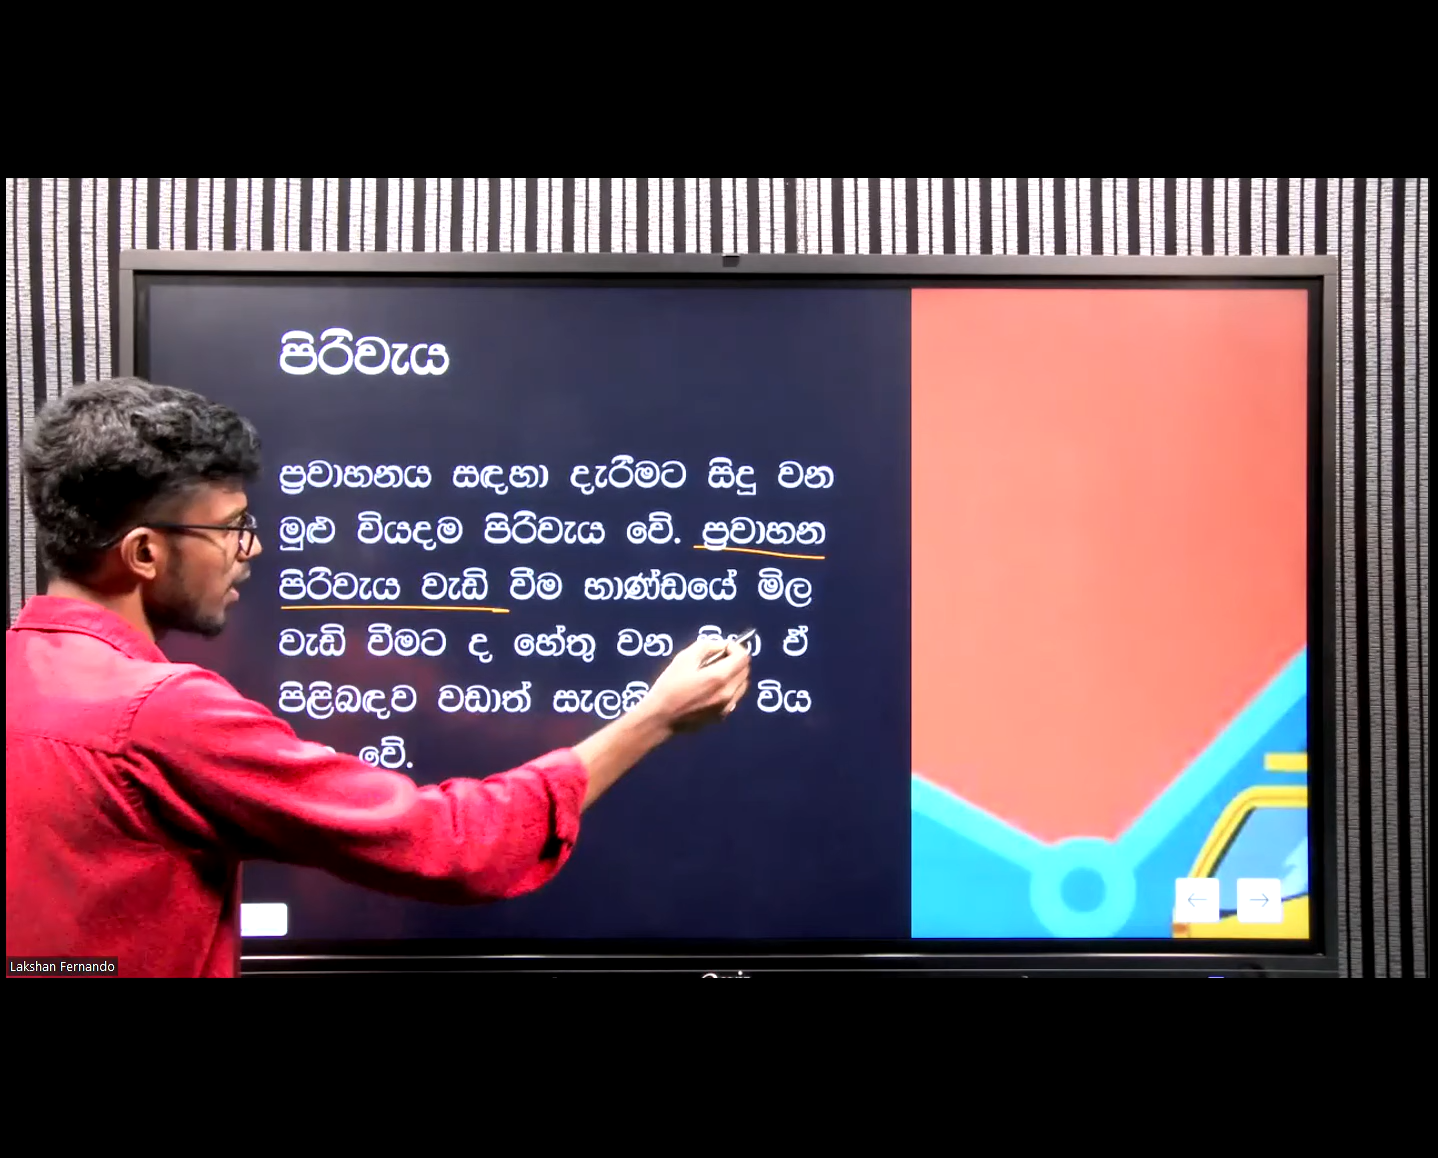 පිරිවැය
ප්‍රවාහනය සඳහා දැරීමට සිදු වන
මුළු වියදම පිරිවැය වේ. ප්‍රවාහන
පිරිවැය වැඩි වීම භාණ්ඩයේ මිල
වැඩි වීමට ද හේතු වන ඒ
පිළිබඳව වඩාත් විය
වේ.
Lakshan Fernando